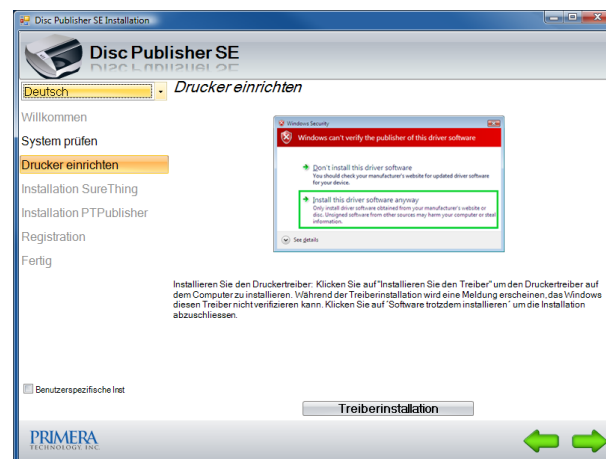 Disc Publisher SE Installation
Disc Publisher SE
Deutsch
Drucker einrichten
Willkommen
System prüfen
Drucker einrichten
Installation SureThing
Installation PTPublisher
Registration
Fertig
Windows Security
Windows can't verify the publisher of this driver software
Don't install this driver software
You should check your manufacturer's website for updated driver software
for your device.
Install this driver software anyway
Only install driver software obtained from your manufacturer's website or
disc. Unsigned software from other sources may harm your computer or steal
information.
See details
Installieren Sie den Druckertreiber: Klicken Sie auf "Installieren Sie den Treiber" um den Druckertreiber auf
dem Computer zu installieren. Während der Treiberinstallation wird eine Meldung erscheinen, das Windows
diesen Treiber nicht verifizieren kann. Klicken Sie auf "Software trotzdem installieren" um die Installation
abzuschliessen.
Benutzerspezifische Inst
Treiberinstallation
PRIMERA
TECHNOLOGY, INC.